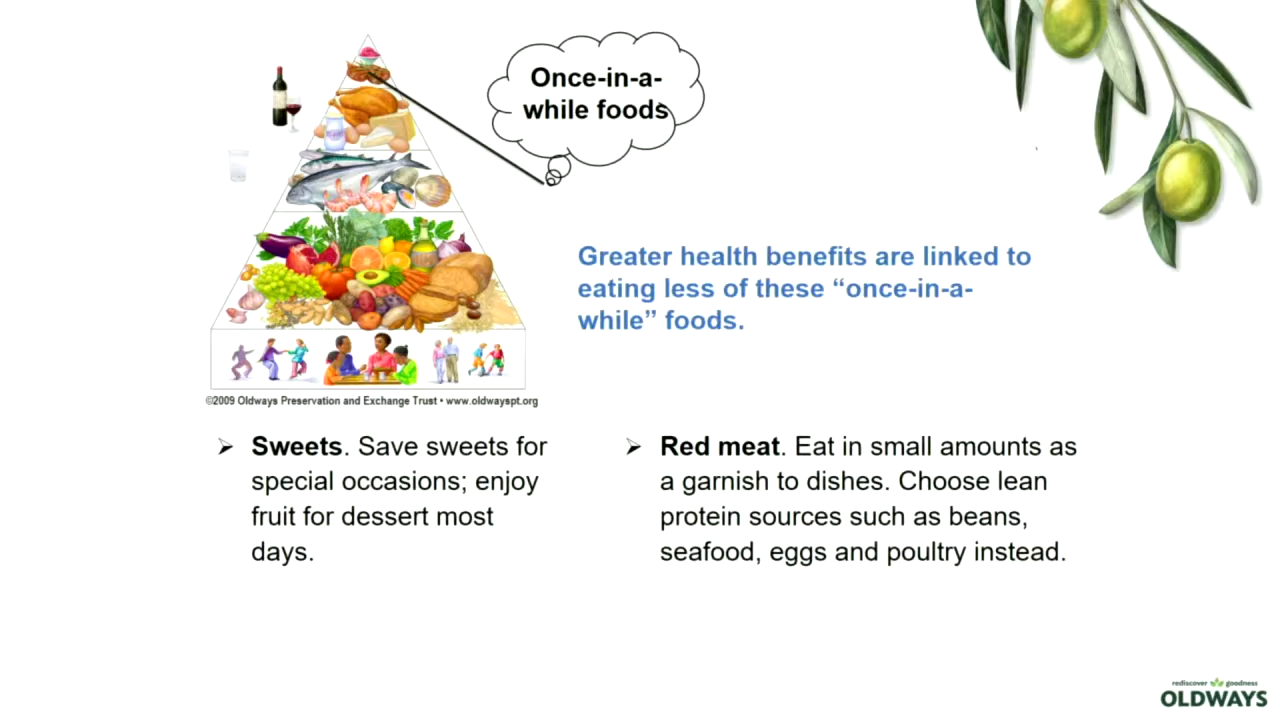 Once-in-a-
while foods
Greater health benefits are linked to
eating less of these “once-in-a-
while” foods.
©2009 Oldways Preservation and Exchange Trust • www.oldwayspt.org
➢ Sweets. Save sweets for
special occasions; enjoy
fruit for dessert most
days.
➢ Red meat. Eat in small amounts as
a garnish to dishes. Choose lean
protein sources such as beans,
seafood, eggs and poultry instead.
rediscover goodness
OLDWAYS